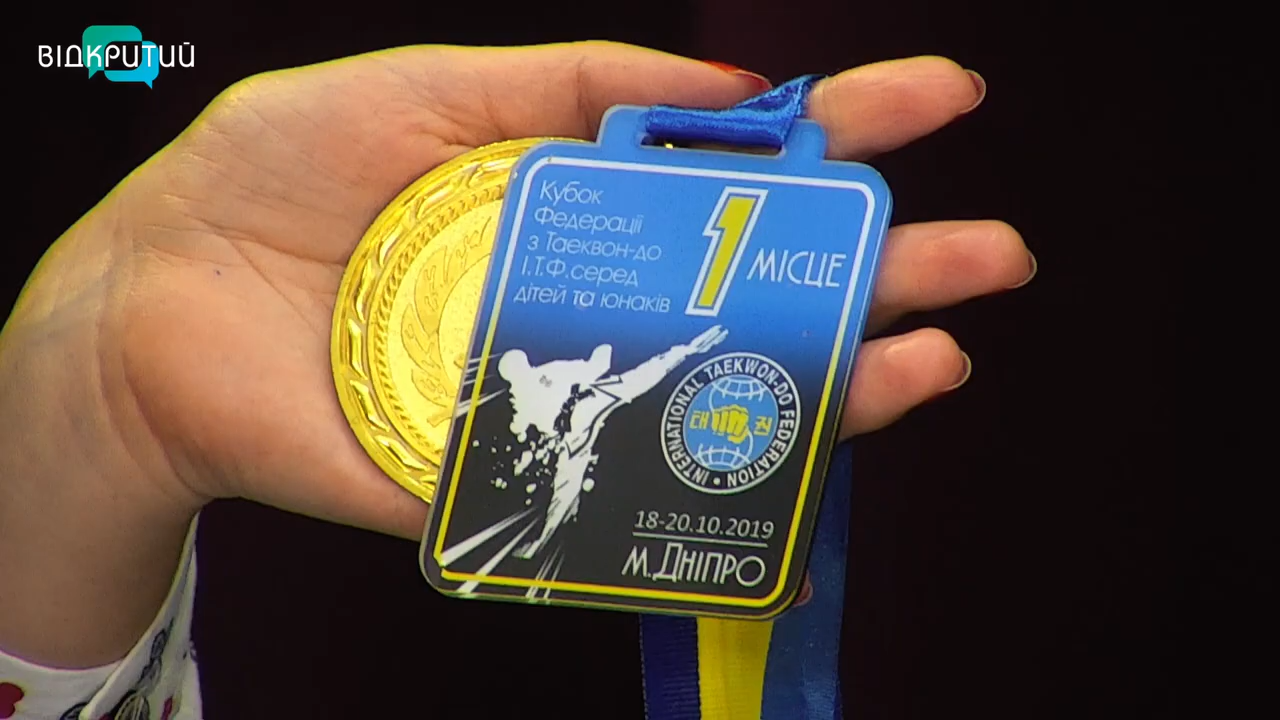 ВІДКРИТИЙ
Кубок
Федерації
з Таеквон-до
І.Т.Ф.серед
дітей та юнаків
1 МІСЦЕ
INTERNATIONAL TAEKWON-DO FEDERATION
태 권
18-20.10.2019
м.Дніпро